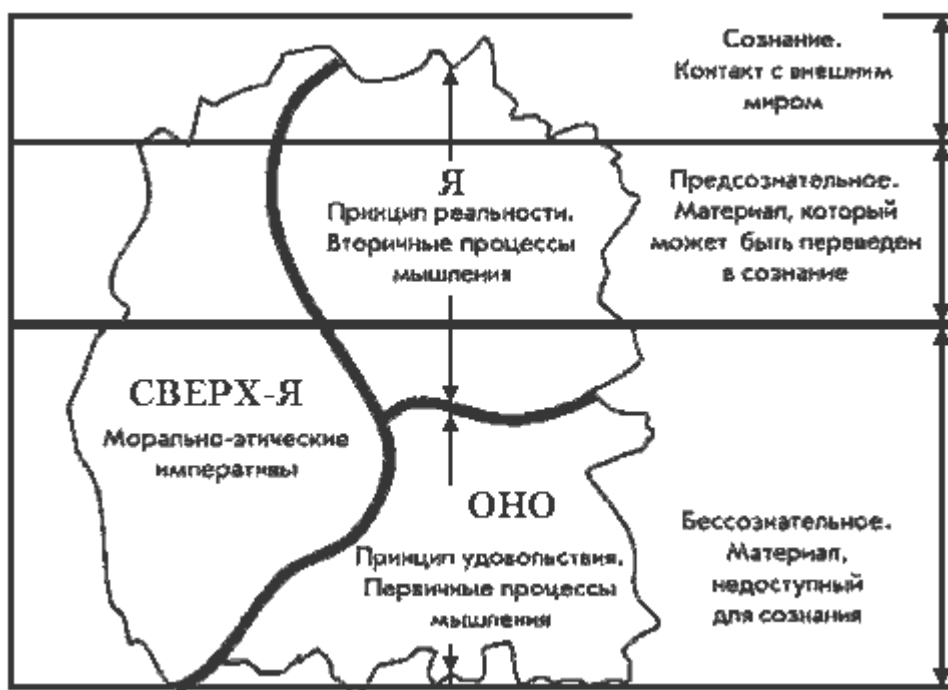 Сознание.
Контакт с внешним
миром
Я
Принцип реальности.
Вторичные процессы
мышления
Предсознательное.
Материал, который
может быть переведен
в сознание
СВЕРХ-Я
Морально-этические
императивы
ОНО
Принцип удовольствия.
Первичные процессы
мышления
Бессознательное.
Материал,
недоступный
для сознания